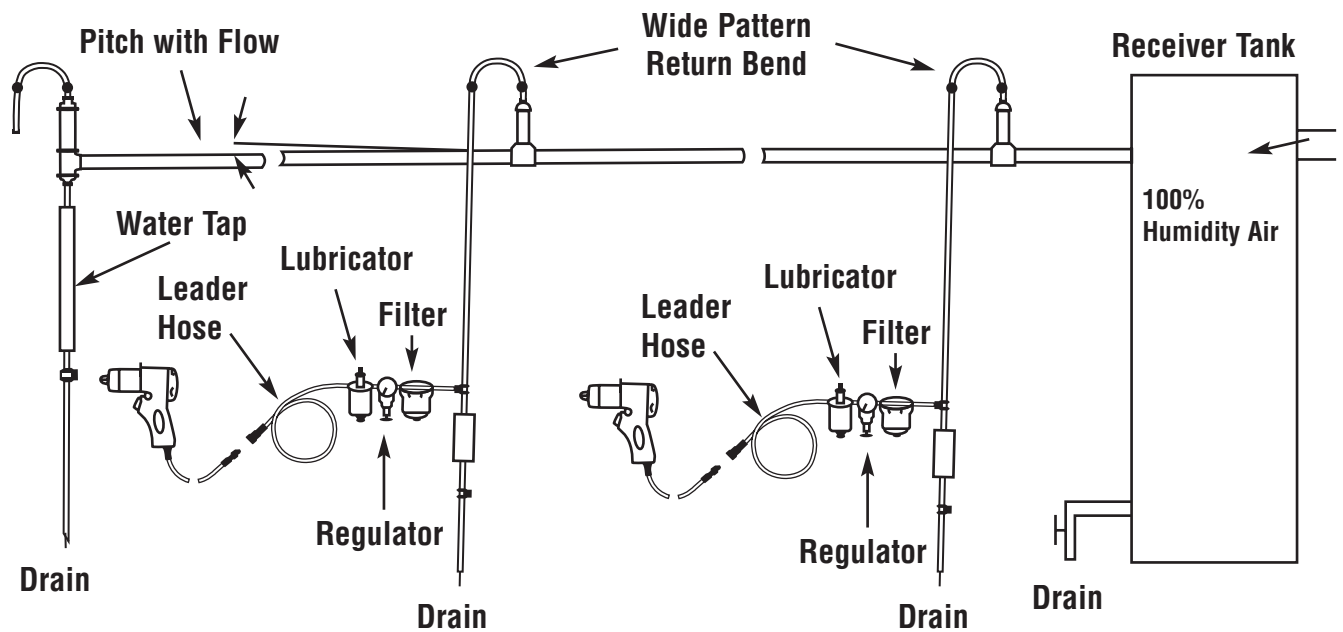 Pitch with Flow
Wide Pattern
Return Bend
Receiver Tank
100%
Humidity Air
Water Tap
Lubricator
Leader
Hose
Filter
Lubricator
Leader
Hose
Filter
Regulator
Regulator
Drain
Drain
Drain
Drain